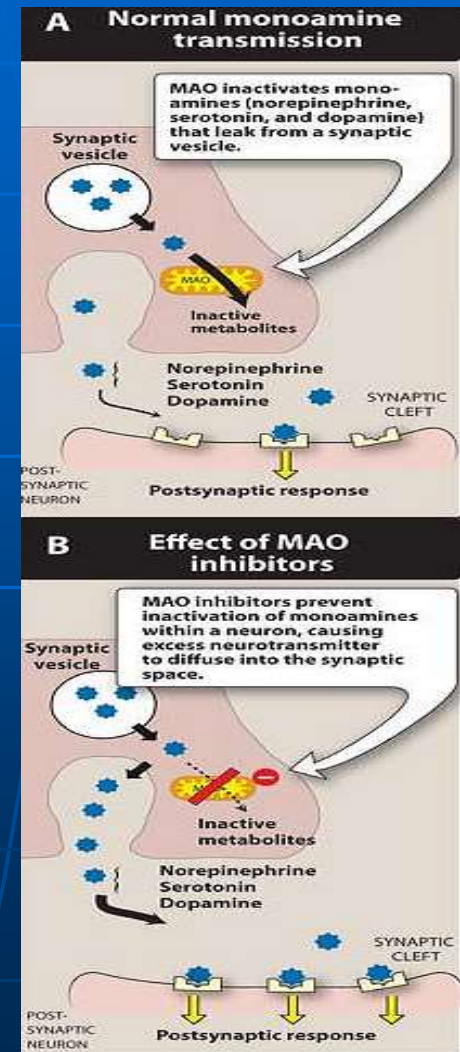 A Normal monoamine
transmission
MAO inactivates mono-
amines (norepinephrine,
serotonin, and dopamine)
that leak from a synaptic
vesicle.
Synaptic
vesicle
MAO
Inactive
metabolites
Norepinephrine
Serotonin
Dopamine
SYNAPTIC
CLEFT
POST-
SYNAPTIC
NEURON
Postsynaptic response
B Effect of MAO
inhibitors
MAO inhibitors prevent
inactivation of monoamines
within a neuron, causing
excess neurotransmitter
to diffuse into the synaptic
space.
Synaptic
vesicle
Inactive
metabolites
Norepinephrine
Serotonin
Dopamine
SYNAPTIC
CLEFT
POST-
SYNAPTIC
NEURON
Postsynaptic response